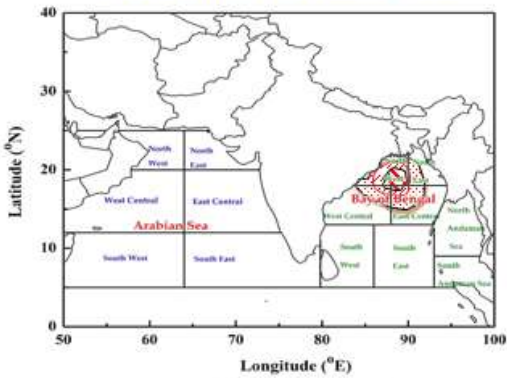 40
30
20
10
0
Latitude (°N)
50
60
70
80
90
100
Longitude (°E)
North
West
North
East
West Central
East Central
Arabian Sea
South West
South East
Bay of Bengal
West Central
East Central
South
West
South
East
North
Andaman
Sea
South
Andaman Sea